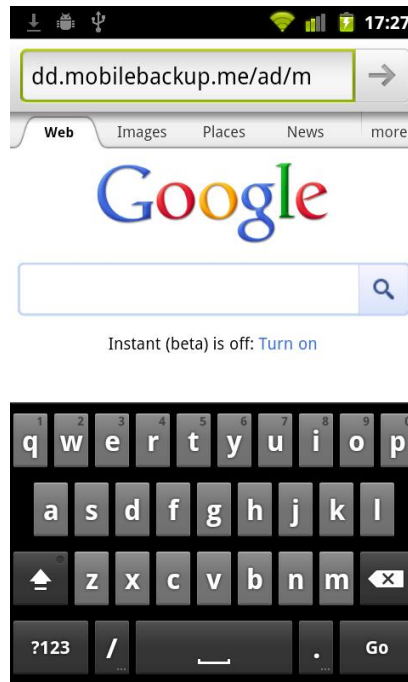 17:27
dd.mobilebackup.me/ad/m
Web Images Places News more
Google
Instant (beta) is off: Turn on
1 2 3 4 5 6 7 8 9 0
q w e r t y u i o p
a s d f g h j k l
z x c v b n m
?123 / . Go